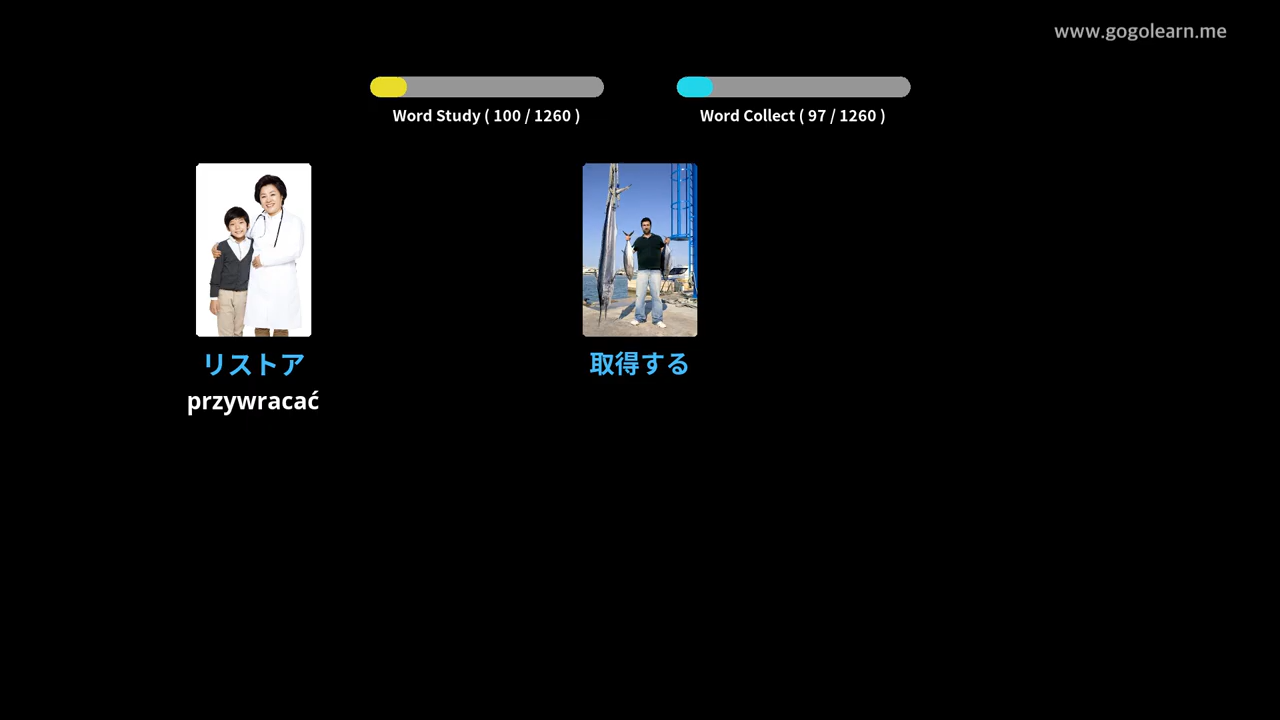 www.gogolearn.me
Word Study ( 100 / 1260 )
Word Collect ( 97 / 1260 )
リストア
przywracać
取得する